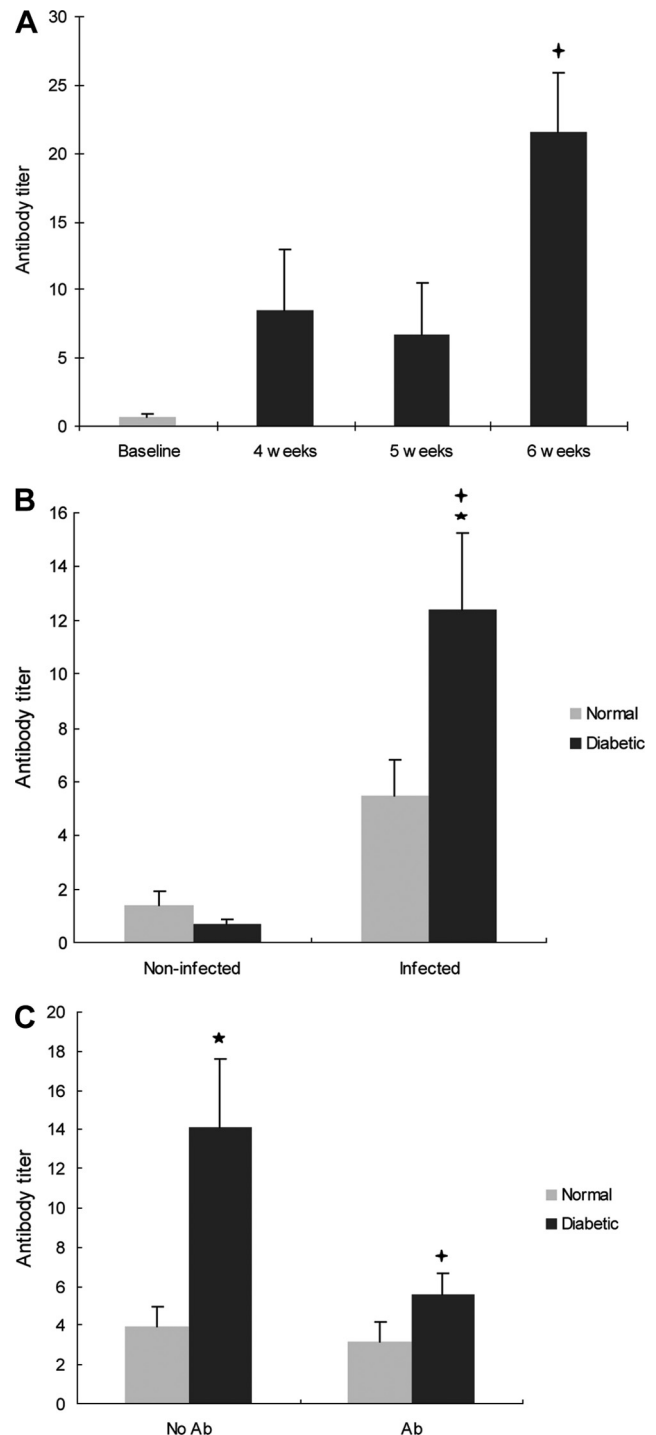 A
30
25
20
15
10
5
0
Antibody titer
Baseline
4 weeks
5 weeks
6 weeks
B
16
14
12
10
8
6
4
2
0
Antibody titer
Non-infected
Infected
Normal
Diabetic
C
20
18
16
14
12
10
8
6
4
2
0
Antibody titer
No Ab
Ab
Normal
Diabetic